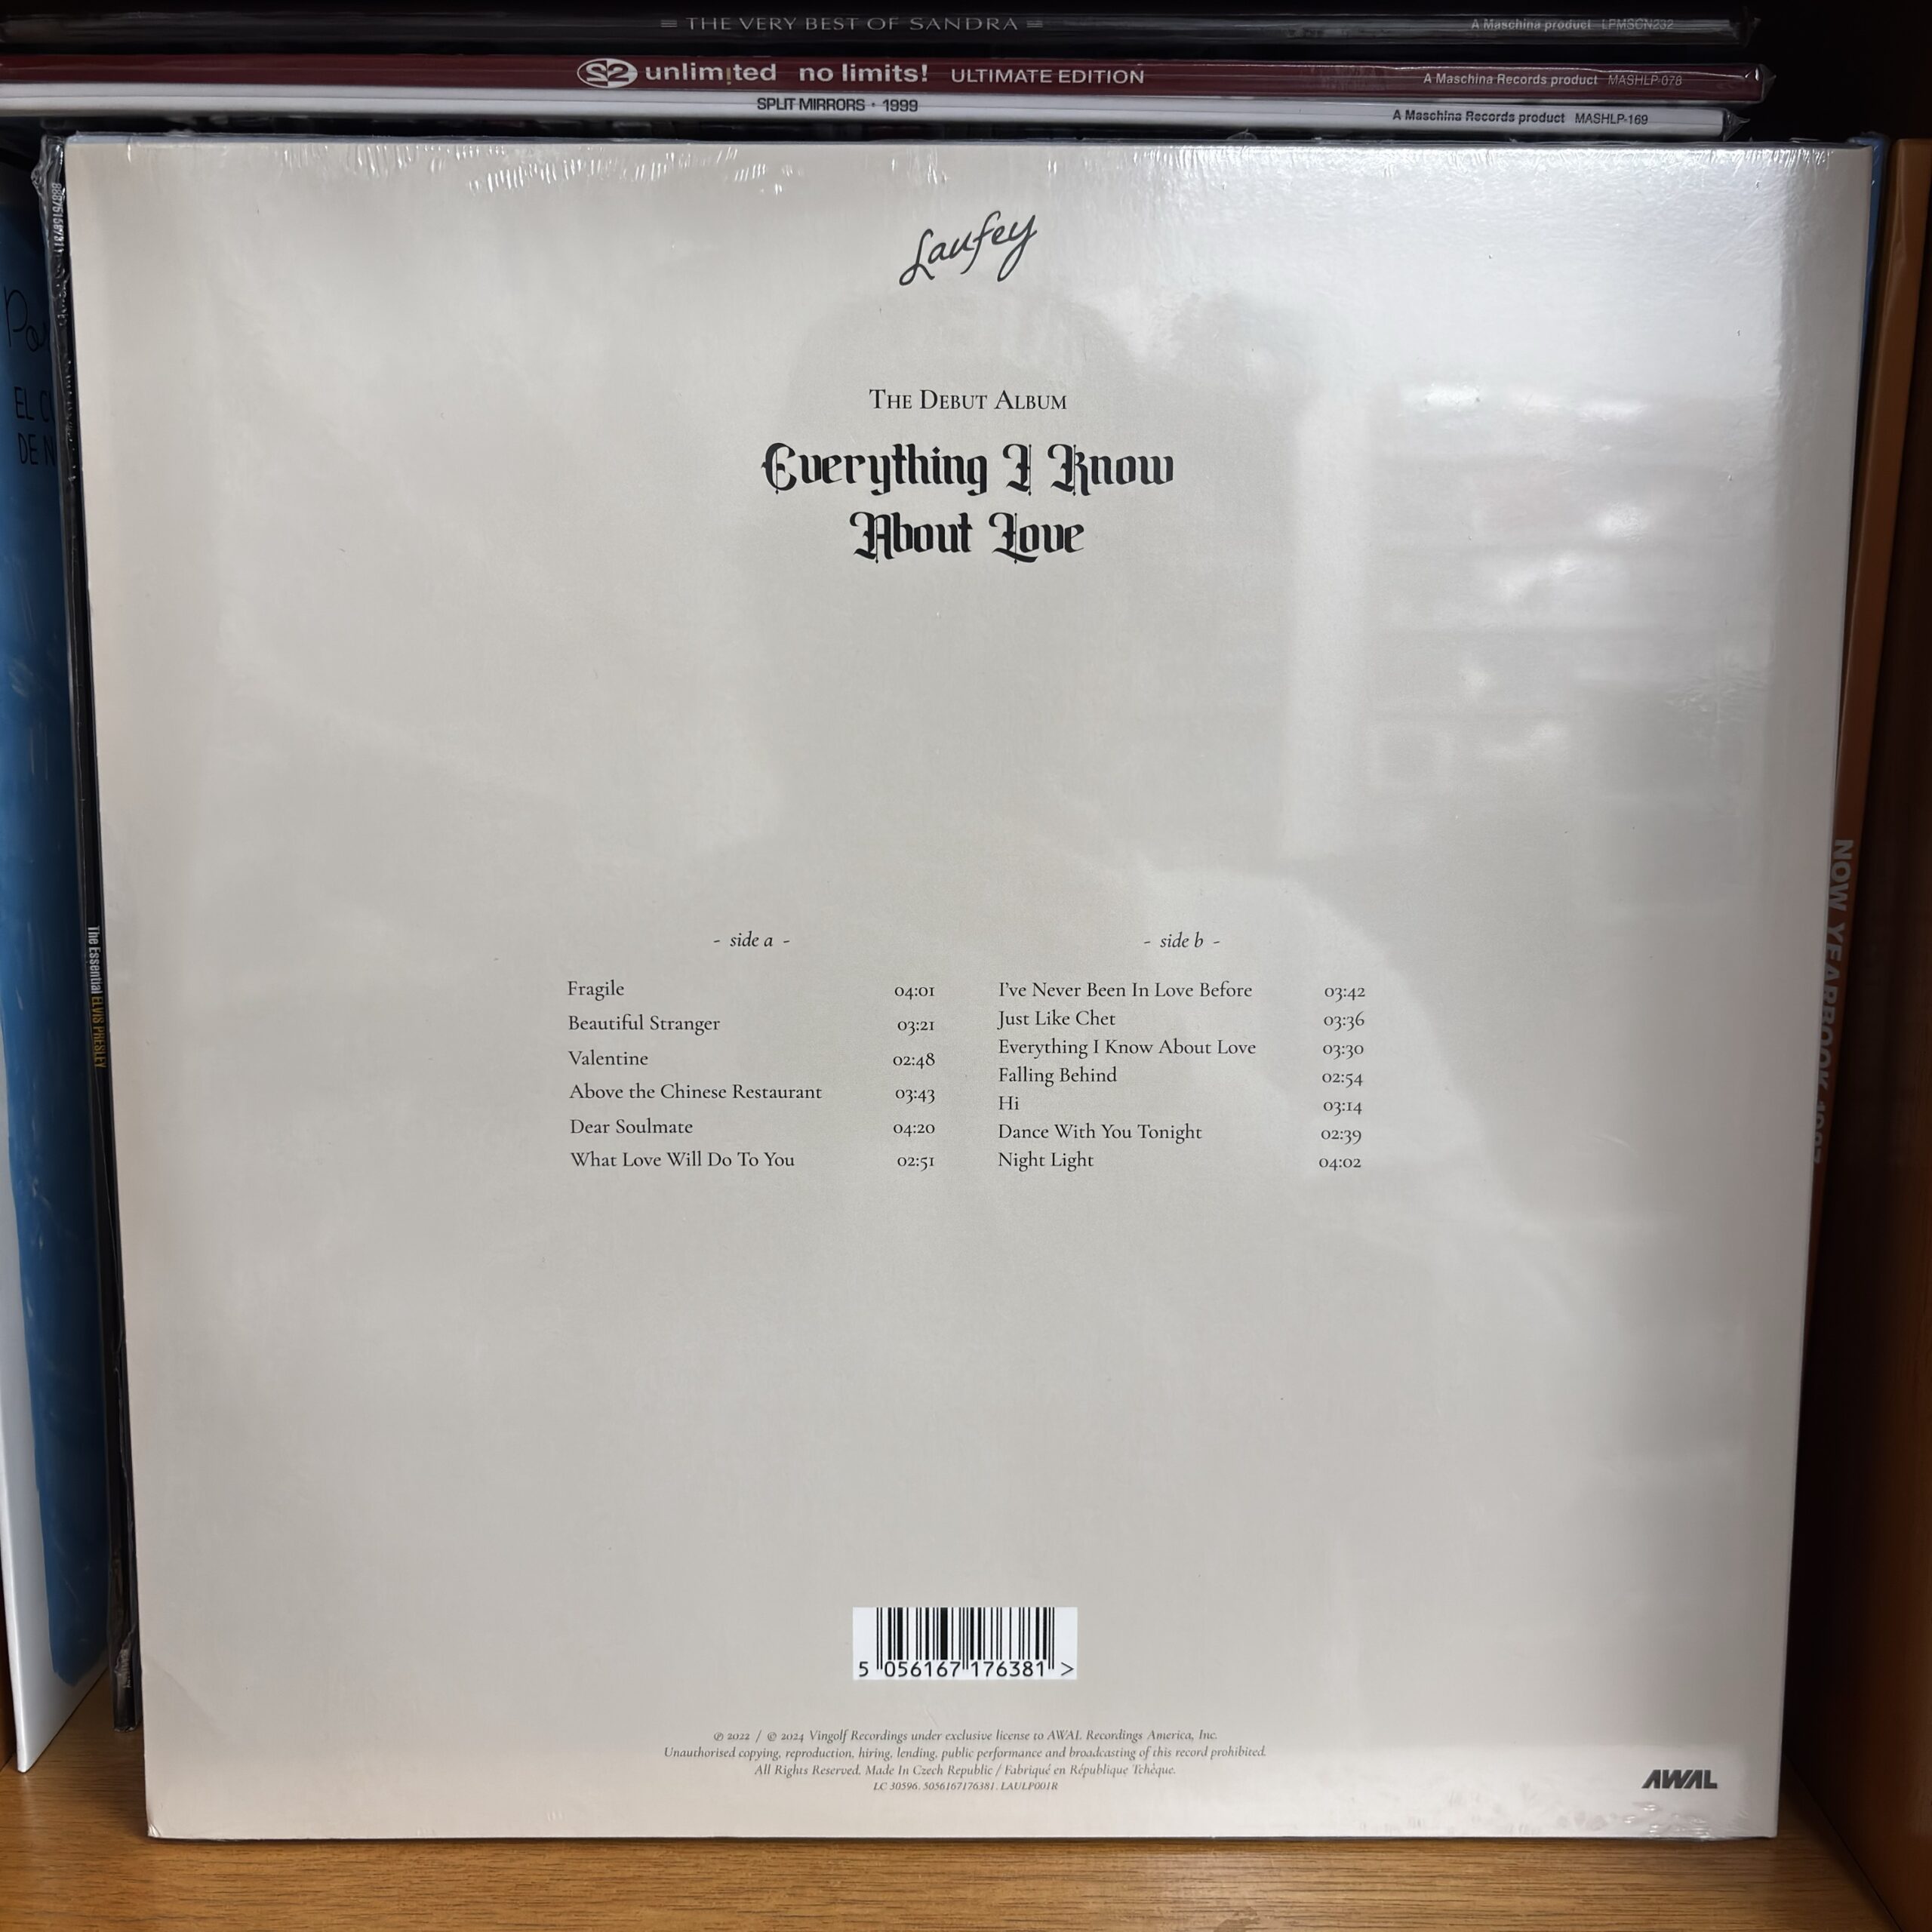 THE VERY BEST OF SANDRA
A Maschina product LPMSCN232
S2 unlimited no limits! ULTIMATE EDITION
A Maschina Records product MASHLP-078
SPLIT MIRRORS • 1999
A Maschina Records product MASHLP-169
EL C
DE N
The Essential ELVIS PRESLEY
Laufey
THE DEBUT ALBUM
Everything I Know
About Love
- side a -
Fragile 04:01
Beautiful Stranger 03:21
Valentine 02:48
Above the Chinese Restaurant 03:43
Dear Soulmate 04:20
What Love Will Do To You 02:51
- side b -
I've Never Been In Love Before 03:42
Just Like Chet 03:36
Everything I Know About Love 03:30
Falling Behind 02:54
Hi 03:14
Dance With You Tonight 02:39
Night Light 04:02
5 056167 176381 >
℗ 2022 / © 2024 Vingolf Recordings under exclusive license to AWAL Recordings America, Inc.
Unauthorised copying, reproduction, hiring, lending, public performance and broadcasting of this record prohibited.
All Rights Reserved. Made In Czech Republic / Fabriqué en République Tchèque.
LC 30596. 5056167176381. LAULP001R
AWAL
NOW YEARBOOK